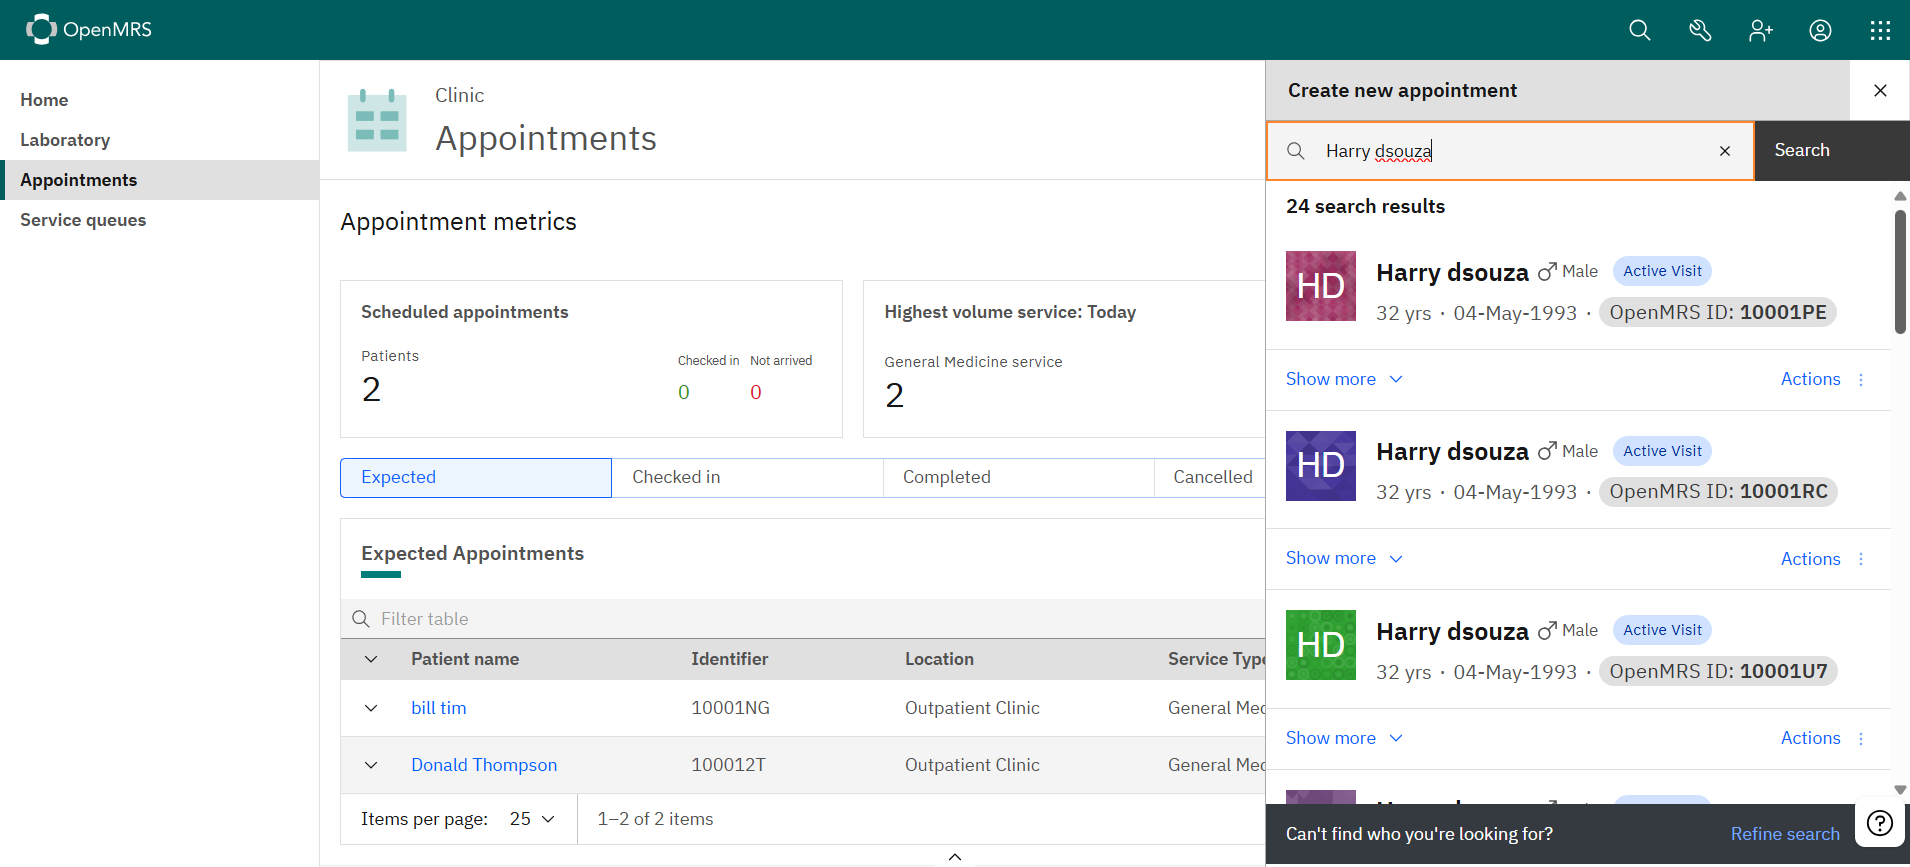 OpenMRS
Home
Laboratory
Appointments
Service queues
Clinic
Appointments
Appointment metrics
Scheduled appointments
Patients
2
Checked in
0
Not arrived
0
Highest volume service: Today
General Medicine service
2
Expected
Checked in
Completed
Cancelled
Expected Appointments
Filter table
Patient name Identifier Location Service Type
bill tim 10001NG Outpatient Clinic General Med
Donald Thompson 100012T Outpatient Clinic General Med
Items per page: 25 1–2 of 2 items
Create new appointment
Harry dsouza
Search
24 search results
HD
Harry dsouza Male Active Visit
32 yrs · 04-May-1993 · OpenMRS ID: 10001PE
Show more Actions
HD
Harry dsouza Male Active Visit
32 yrs · 04-May-1993 · OpenMRS ID: 10001RC
Show more Actions
HD
Harry dsouza Male Active Visit
32 yrs · 04-May-1993 · OpenMRS ID: 10001U7
Show more Actions
Can't find who you're looking for? Refine search